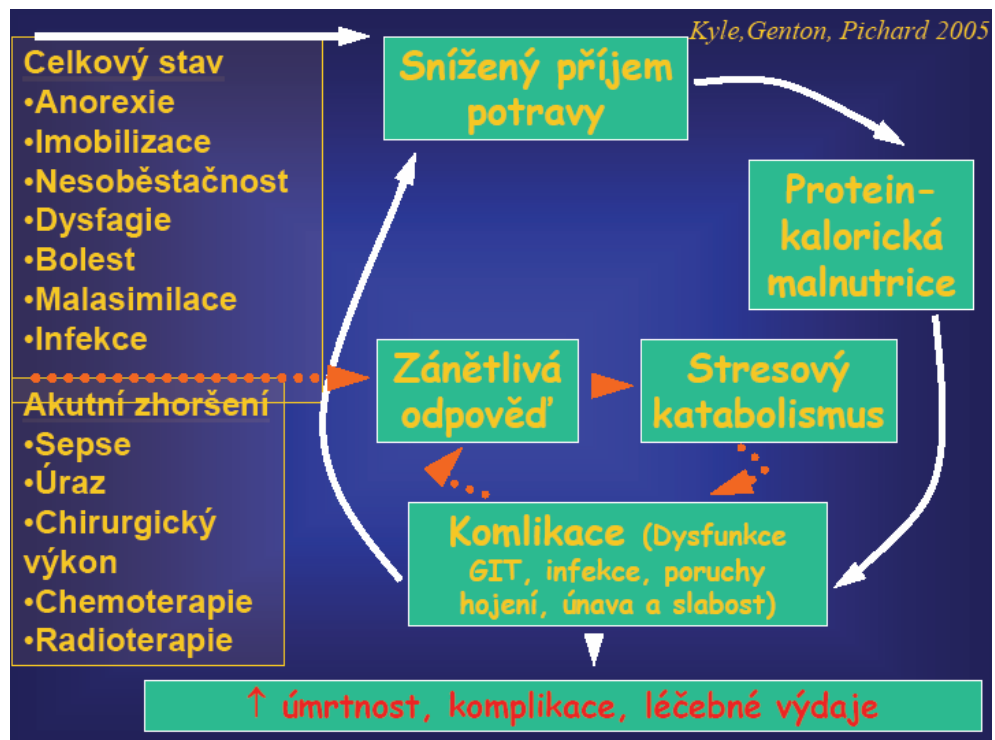 Kyle,Genton, Pichard 2005
Celkový stav
•Anorexie
•Imobilizace
•Nesoběstačnost
•Dysfagie
•Bolest
•Malasimilace
•Infekce
Akutní zhoršení
•Sepse
•Úraz
•Chirurgický
výkon
•Chemoterapie
•Radioterapie
Snížený příjem
potravy
Protein-
kalorická
malnutrice
Zánětlivá
odpověď
Stresový
katabolismus
Komlikace (Dysfunkce
GIT, infekce, poruchy
hojení, únava a slabost)
↑ úmrtnost, komplikace, léčebné výdaje